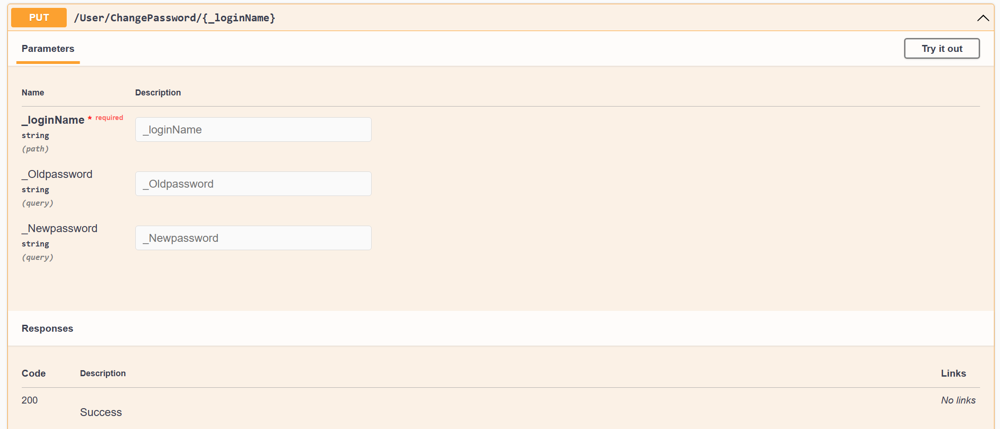 PUT /User/ChangePassword/{_loginName}
Parameters
Try it out
Name Description
_loginName * required
string
(path)
_loginName
_Oldpassword
string
(query)
_Oldpassword
_Newpassword
string
(query)
_Newpassword
Responses
Code Description Links
200
Success
No links